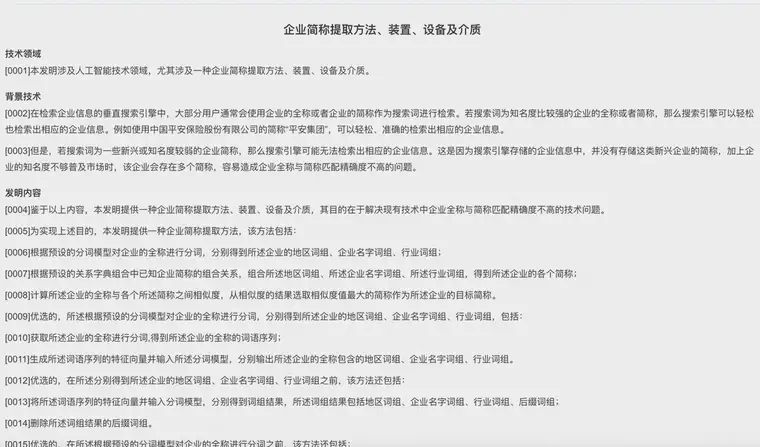 企业简称提取方法、装置、设备及介质
技术领域
[0001]本发明涉及人工智能技术领域，尤其涉及一种企业简称提取方法、装置、设备及介质。
背景技术
[0002]在检索企业信息的垂直搜索引擎中，大部分用户通常会使用企业的全称或者企业的简称作为搜索词进行检索。若搜索词为知名度比较强的企业的全称或者简称，那么搜索引擎可以轻松
也检索出相应的企业信息。例如使用中国平安保险股份有限公司的简称“平安集团”，可以轻松、准确的检索出相应的企业信息。
[0003]但是，若搜索词为一些新兴或知名度较弱的企业简称，那么搜索引擎可能无法检索出相应的企业信息。这是因为搜索引擎存储的企业信息中，并没有存储这类新兴企业的简称，加上企
业的知名度不够普及市场时，该企业会存在多个简称，容易造成企业全称与简称匹配精确度不高的问题。
发明内容
[0004]鉴于以上内容，本发明提供一种企业简称提取方法、装置、设备及介质，其目的在于解决现有技术中企业全称与简称匹配精确度不高的技术问题。
[0005]为实现上述目的，本发明提供一种企业简称提取方法，该方法包括：
[0006]根据预设的分词模型对企业的全称进行分词，分别得到所述企业的地区词组、企业名字词组、行业词组；
[0007]根据预设的关系字典组合中已知企业简称的组合关系，组合所述地区词组、所述企业名字词组、所述行业词组，得到所述企业的各个简称；
[0008]计算所述企业的全称与各个所述简称之间相似度，从相似度的结果选取相似度值最大的简称作为所述企业的目标简称。
[0009]优选的，所述根据预设的分词模型对企业的全称进行分词，分别得到所述企业的地区词组、企业名字词组、行业词组，包括：
[0010]获取所述企业的全称进行分词,得到所述企业的全称的词语序列；
[0011]生成所述词语序列的特征向量并输入所述分词模型，分别输出所述企业的全称包含的地区词组、企业名字词组、行业词组。
[0012]优选的，在所述分别得到所述企业的地区词组、企业名字词组、行业词组之前，该方法还包括：
[0013]将所述词语序列的特征向量并输入分词模型，分别得到词组结果，所述词组结果包括地区词组、企业名字词组、行业词组、后缀词组；
[0014]删除所述词组结果的后缀词组。
[0015]优选的，在所述根据预设的分词模型对企业的全称进行分词之前，该方法还包括：